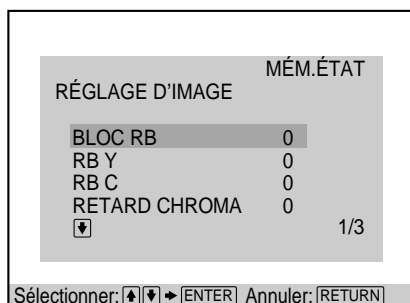 MÉM.ÉTAT
RÉGLAGE D'IMAGE
BLOC RB 0
RB Y 0
RB C 0
RETARD CHROMA 0
1/3
Sélectionner: ENTER Annuler: RETURN